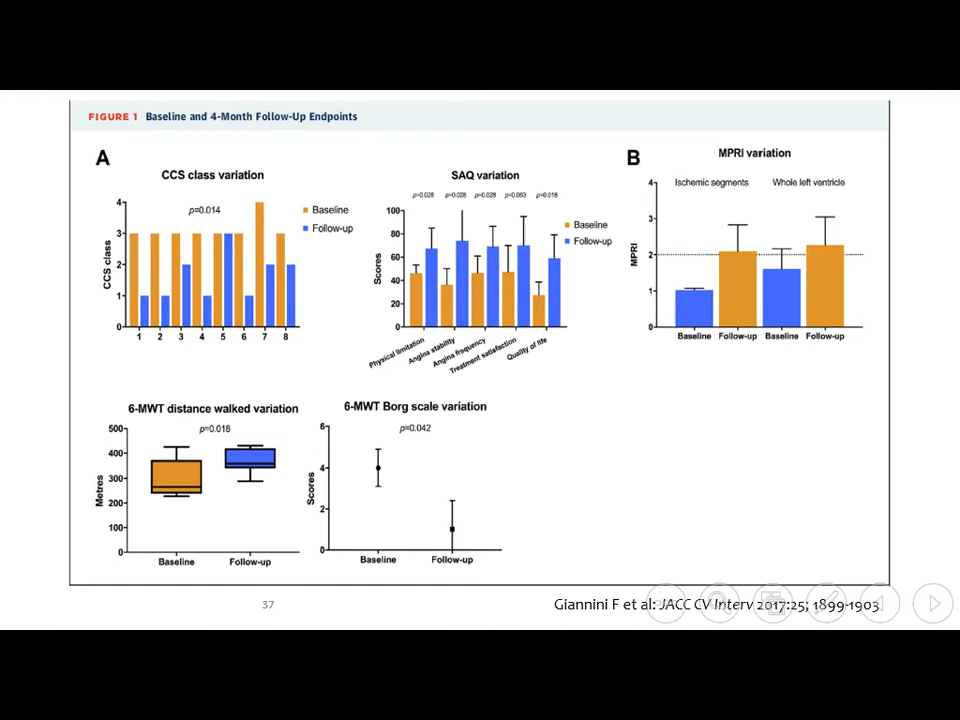 FIGURE 1 Baseline and 4-Month Follow-Up Endpoints
A
CCS class variation
p=0.014
Baseline
Follow-up
CCS class
4
3
2
1
0
1 2 3 4 5 6 7 8
SAQ variation
p=0.028 p=0.028 p=0.028 p=0.063 p=0.018
Baseline
Follow-up
Scores
100
80
60
40
20
0
Physical limitation
Angina stability
Angina frequency
Treatment satisfaction
Quality of life
B
MPRI variation
Ischemic segments Whole left ventricle
MPRI
4
3
2
1
0
Baseline Follow-up Baseline Follow-up
6-MWT distance walked variation
p=0.018
Metres
500
400
300
200
100
0
Baseline Follow-up
6-MWT Borg scale variation
p=0.042
Scores
6
4
2
0
Baseline Follow-up
37
Giannini F et al: JACC CV Interv 2017:25; 1899-1903